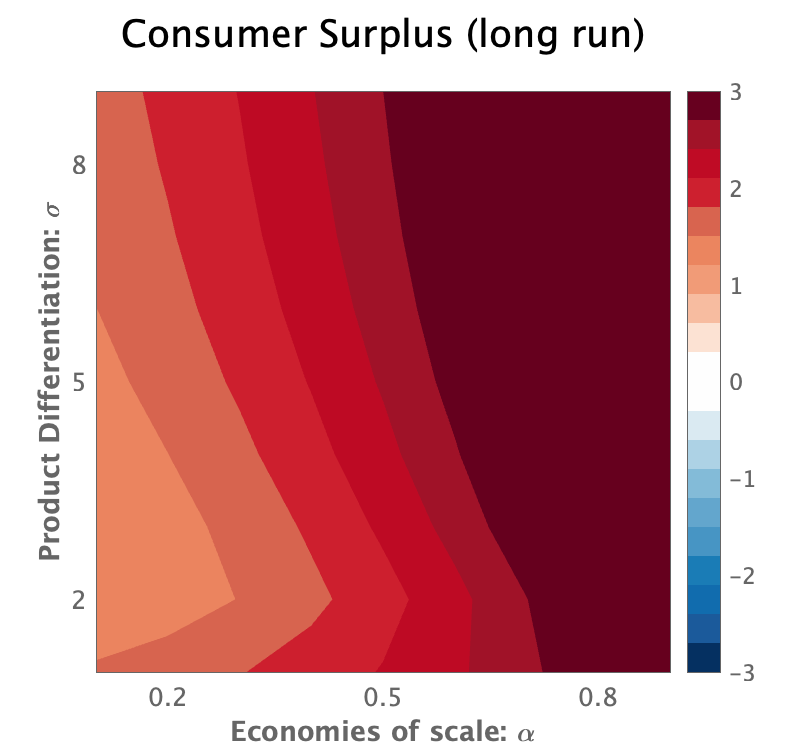 Consumer Surplus (long run)
Product Differentiation: σ
8
5
2
0.2 0.5 0.8
Economies of scale: α
3
2
1
0
−1
−2
−3